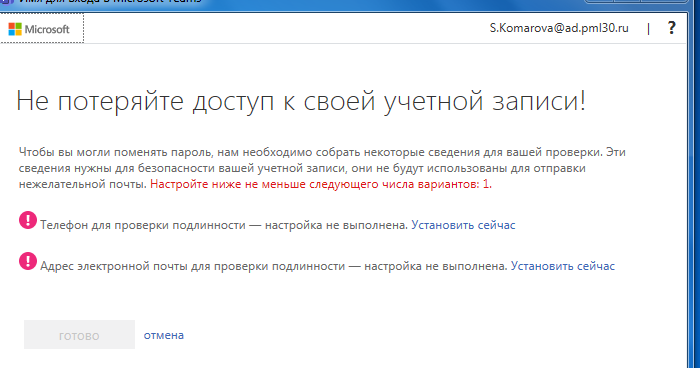 Имя для входа в Microsoft Teams
Microsoft
S.Komarova@ad.pml30.ru | ?
Не потеряйте доступ к своей учетной записи!
Чтобы вы могли поменять пароль, нам необходимо собрать некоторые сведения для вашей проверки. Эти
сведения нужны для безопасности вашей учетной записи, они не будут использованы для отправки
нежелательной почты. Настройте ниже не меньше следующего числа вариантов: 1.
! Телефон для проверки подлинности — настройка не выполнена. Установить сейчас
! Адрес электронной почты для проверки подлинности — настройка не выполнена. Установить сейчас
готово отмена